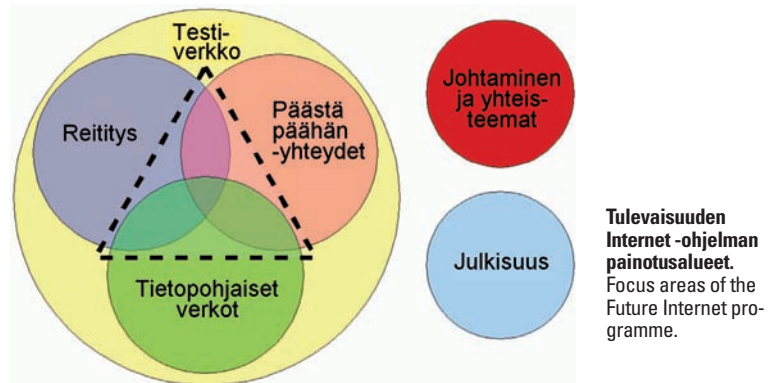 Testi-
verkko
Reititys
Päästä
päähän
-yhteydet
Tietopohjaiset
verkot
Johtaminen
ja yhteis-
teemat
Julkisuus
Tulevaisuuden
Internet -ohjelman
painotusalueet.
Focus areas of the
Future Internet pro-
gramme.